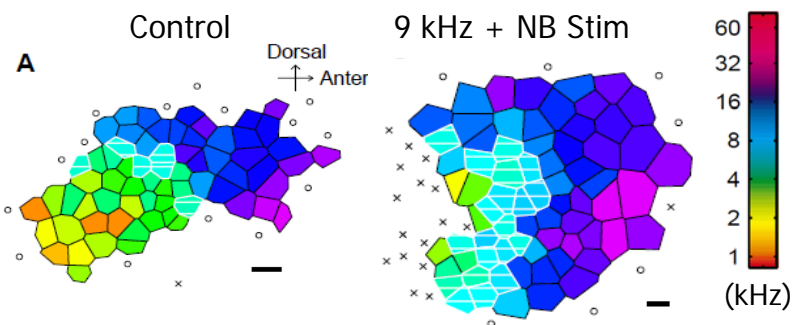 Control
9 kHz + NB Stim
A
Dorsal
Anter
60
32
16
8
4
2
1
(kHz)